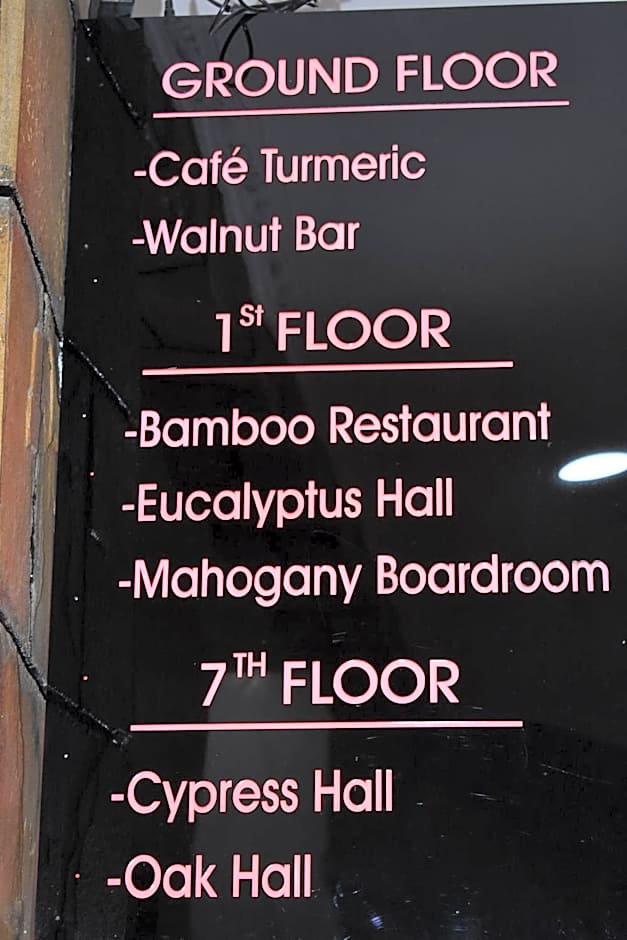 GROUND FLOOR
-Café Turmeric
-Walnut Bar
1St FLOOR
-Bamboo Restaurant
-Eucalyptus Hall
-Mahogany Boardroom
7TH FLOOR
-Cypress Hall
-Oak Hall